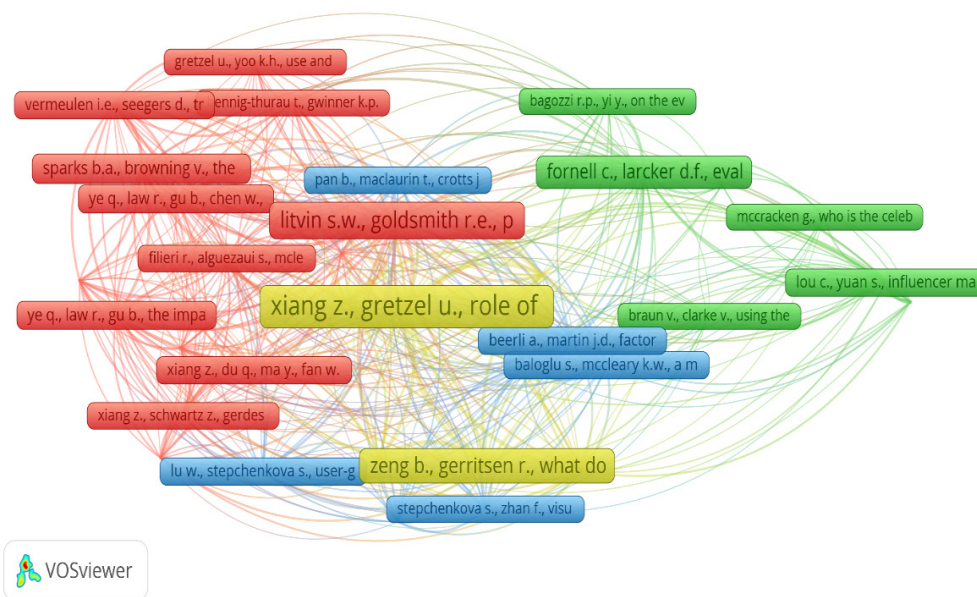 gretzel u., yoo k.h., use and
vermeulen i.e., seegers d., tr
ennig-thurau t., gwinner k.p.
bagozzi r.p., yi y., on the ev
sparks b.a., browning v., the
fornell c., larcker d.f., eval
pan b., maclaurin t., crotts j
ye q., law r., gu b., chen w.,
litvin s.w., goldsmith r.e., p
mccracken g., who is the celeb
filieri r., alguezaui s., mcle
lou c., yuan s., influencer ma
xiang z., gretzel u., role of
ye q., law r., gu b., the impa
braun v., clarke v., using the
beerli a., martin j.d., factor
baloglu s., mccleary k.w., a m
xiang z., du q., ma y., fan w.
xiang z., schwartz z., gerdes
lu w., stepchenkova s., user-g
zeng b., gerritsen r., what do
stepchenkova s., zhan f., visu
VOSviewer